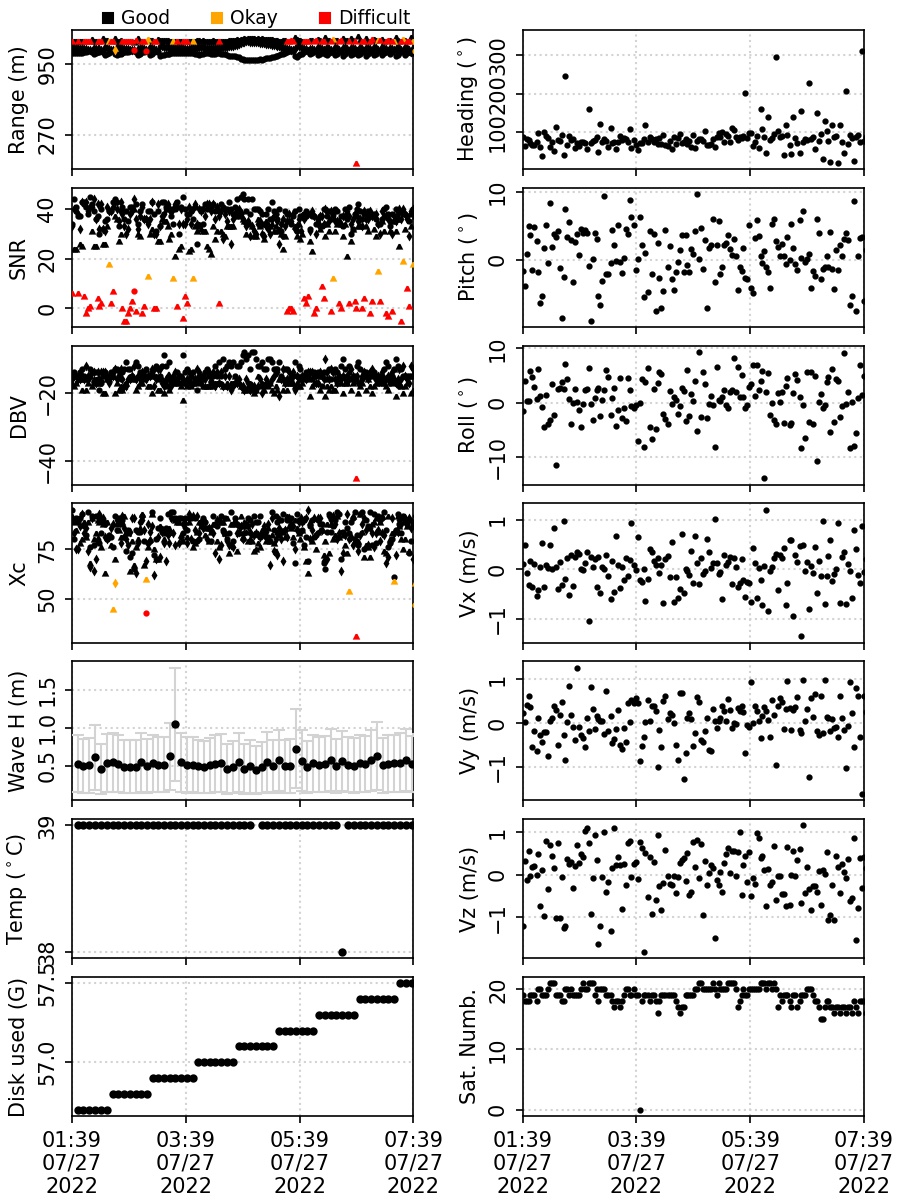 Good Okay Difficult
Range (m)
950
270
Heading (°)
300
200
100
SNR
40
20
0
Pitch (°)
10
0
DBV
−20
−40
Roll (°)
10
0
−10
Xc
75
50
Vx (m/s)
1
0
−1
Wave H (m)
1.5
1.0
0.5
Vy (m/s)
1
0
−1
Temp (°C)
39
38
Vz (m/s)
1
0
−1
Disk used (G)
57.5
57.0
Sat. Numb.
20
10
0
01:39 03:39 05:39 07:39
07/27 07/27 07/27 07/27
2022 2022 2022 2022
01:39 03:39 05:39 07:39
07/27 07/27 07/27 07/27
2022 2022 2022 2022